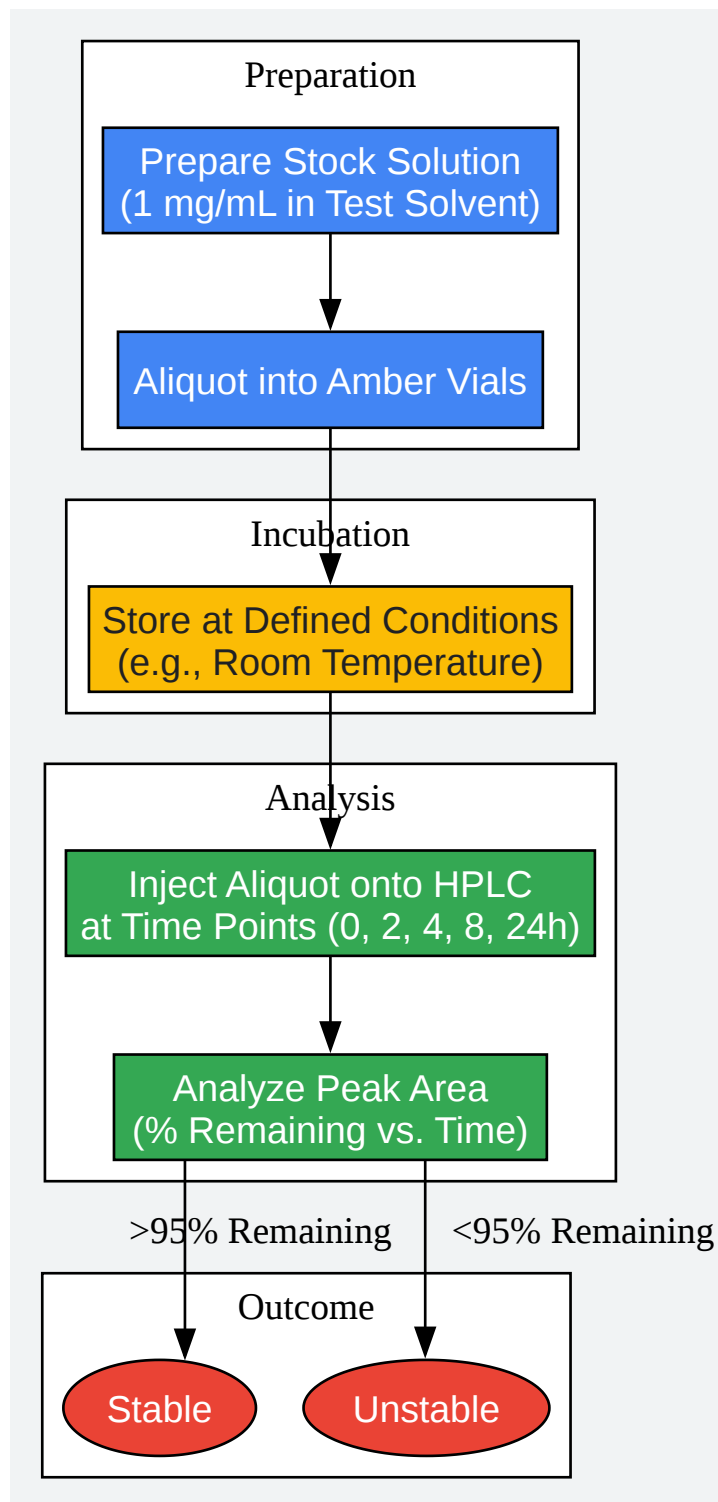 Preparation
Prepare Stock Solution
(1 mg/mL in Test Solvent)
Aliquot into Amber Vials
Incubation
Store at Defined Conditions
(e.g., Room Temperature)
Analysis
Inject Aliquot onto HPLC
at Time Points (0, 2, 4, 8, 24h)
Analyze Peak Area
(% Remaining vs. Time)
>95% Remaining
<95% Remaining
Outcome
Stable
Unstable